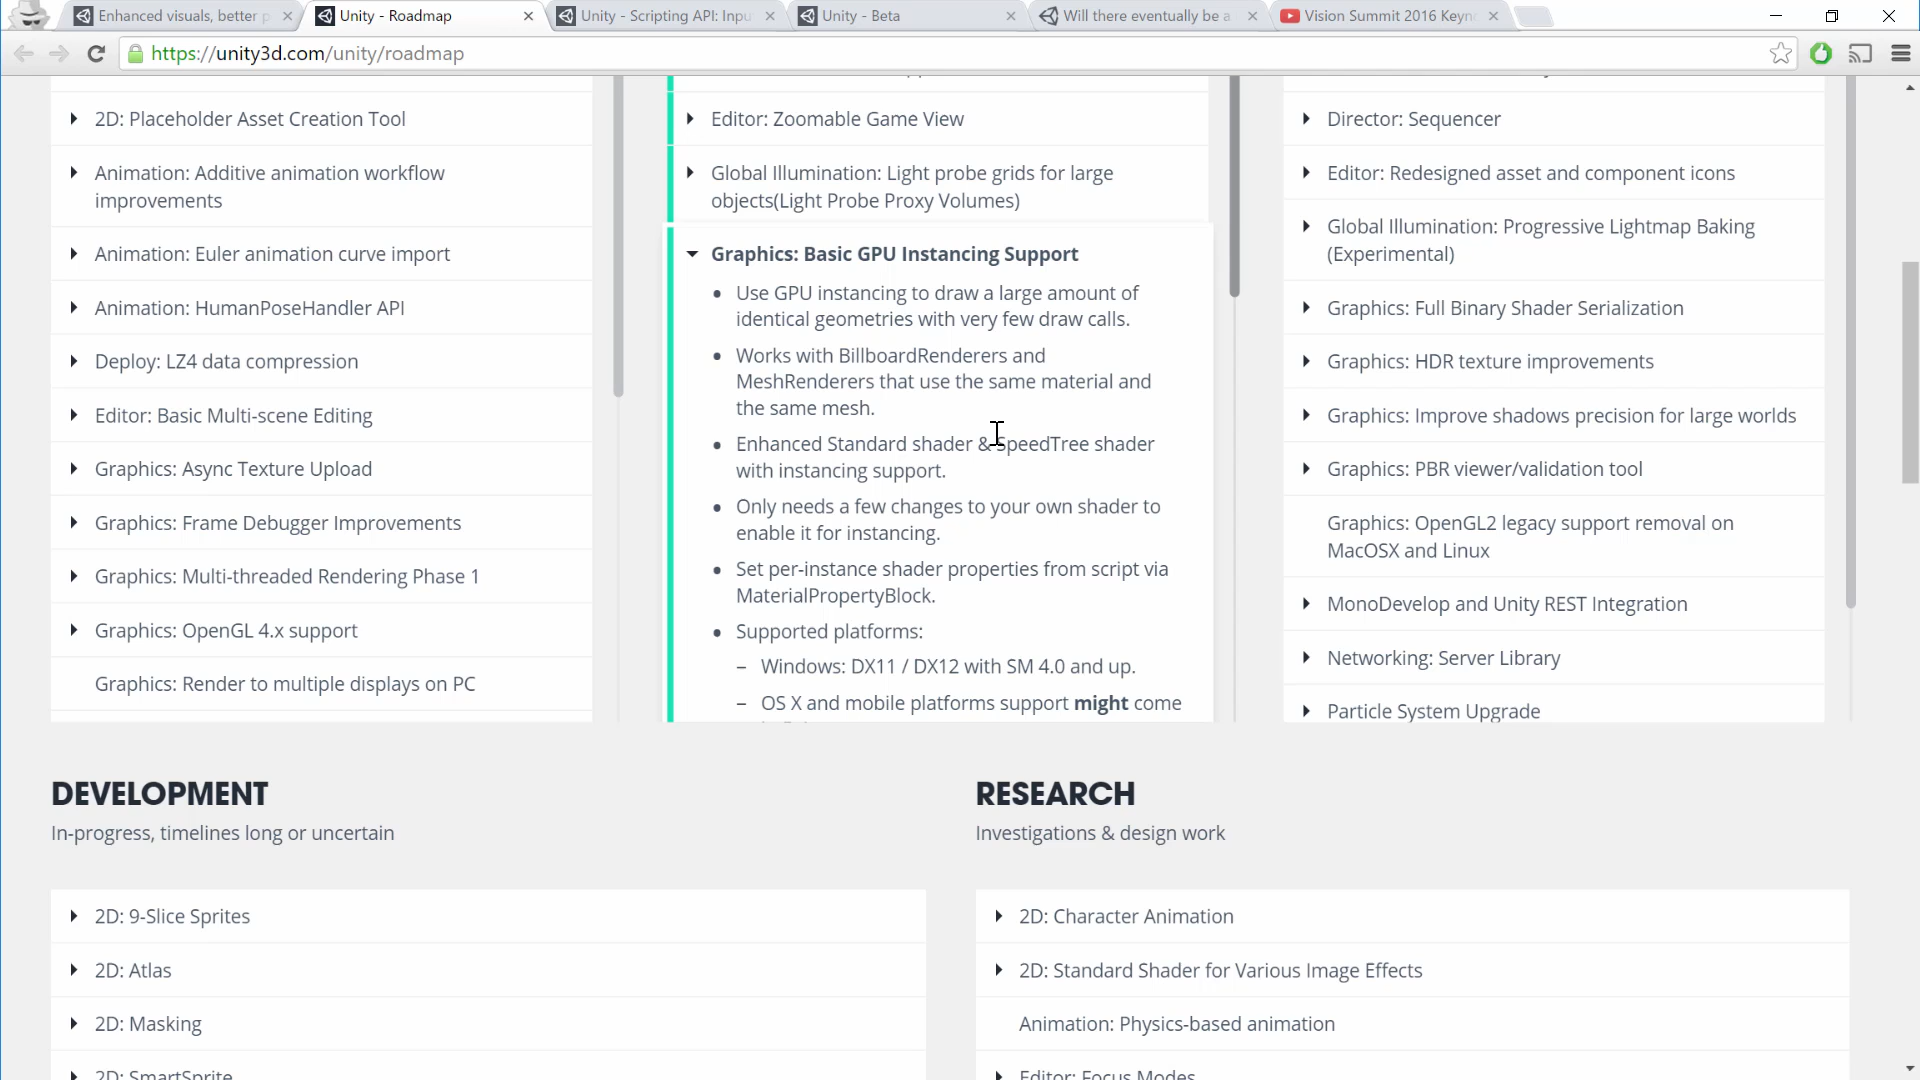 Enhanced visuals, better p
Unity - Roadmap
Unity - Scripting API: Inpu
Unity - Beta
Will there eventually be a
Vision Summit 2016 Keyn
https://unity3d.com/unity/roadmap
2D: Placeholder Asset Creation Tool
Animation: Additive animation workflow
improvements
Animation: Euler animation curve import
Animation: HumanPoseHandler API
Deploy: LZ4 data compression
Editor: Basic Multi-scene Editing
Graphics: Async Texture Upload
Graphics: Frame Debugger Improvements
Graphics: Multi-threaded Rendering Phase 1
Graphics: OpenGL 4.x support
Graphics: Render to multiple displays on PC
Editor: Zoomable Game View
Global Illumination: Light probe grids for large
objects(Light Probe Proxy Volumes)
Graphics: Basic GPU Instancing Support
Use GPU instancing to draw a large amount of
identical geometries with very few draw calls.
Works with BillboardRenderers and
MeshRenderers that use the same material and
the same mesh.
Enhanced Standard shader & SpeedTree shader
with instancing support.
Only needs a few changes to your own shader to
enable it for instancing.
Set per-instance shader properties from script via
MaterialPropertyBlock.
Supported platforms:
– Windows: DX11 / DX12 with SM 4.0 and up.
– OS X and mobile platforms support might come
Director: Sequencer
Editor: Redesigned asset and component icons
Global Illumination: Progressive Lightmap Baking
(Experimental)
Graphics: Full Binary Shader Serialization
Graphics: HDR texture improvements
Graphics: Improve shadows precision for large worlds
Graphics: PBR viewer/validation tool
Graphics: OpenGL2 legacy support removal on
MacOSX and Linux
MonoDevelop and Unity REST Integration
Networking: Server Library
Particle System Upgrade
DEVELOPMENT
In-progress, timelines long or uncertain
2D: 9-Slice Sprites
2D: Atlas
2D: Masking
2D: SmartSprite
RESEARCH
Investigations & design work
2D: Character Animation
2D: Standard Shader for Various Image Effects
Animation: Physics-based animation
Editor: Focus Modes